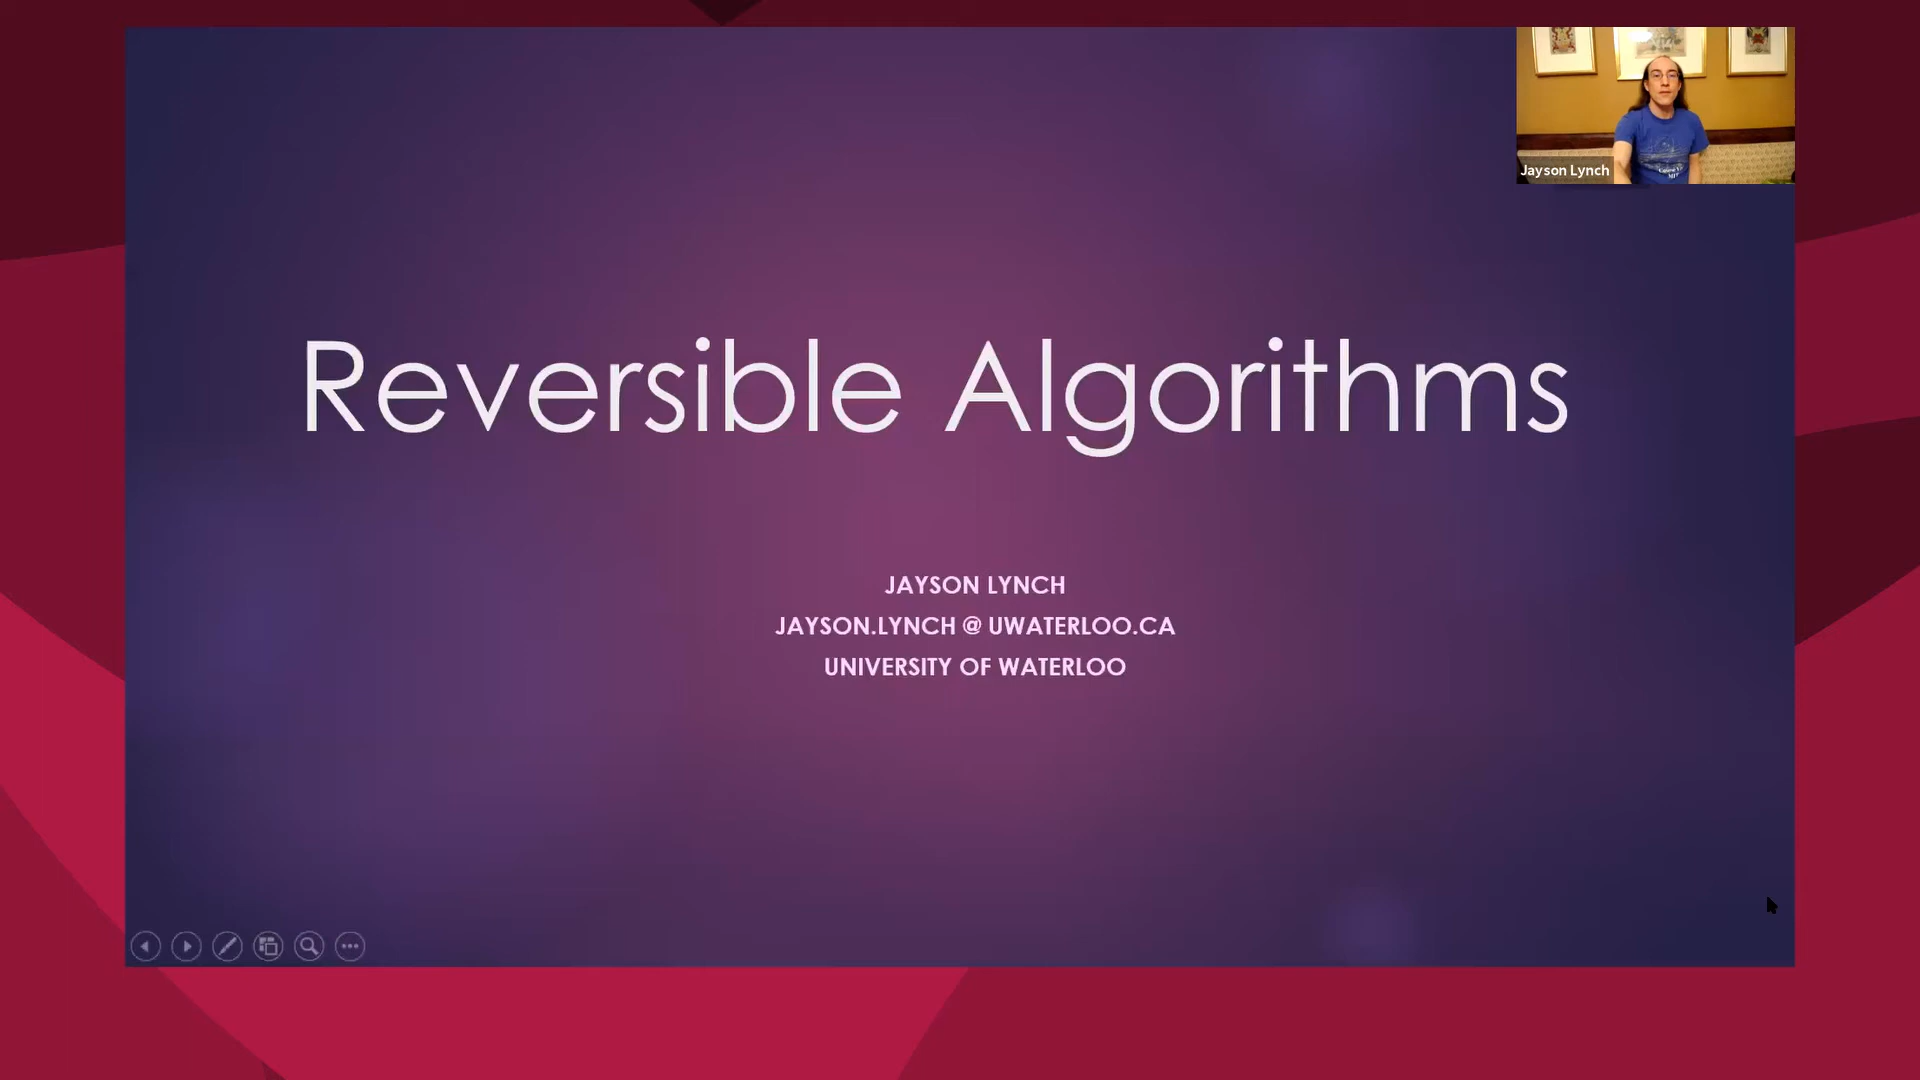 Jayson Lynch
Reversible Algorithms
JAYSON LYNCH
JAYSON.LYNCH @ UWATERLOO.CA
UNIVERSITY OF WATERLOO